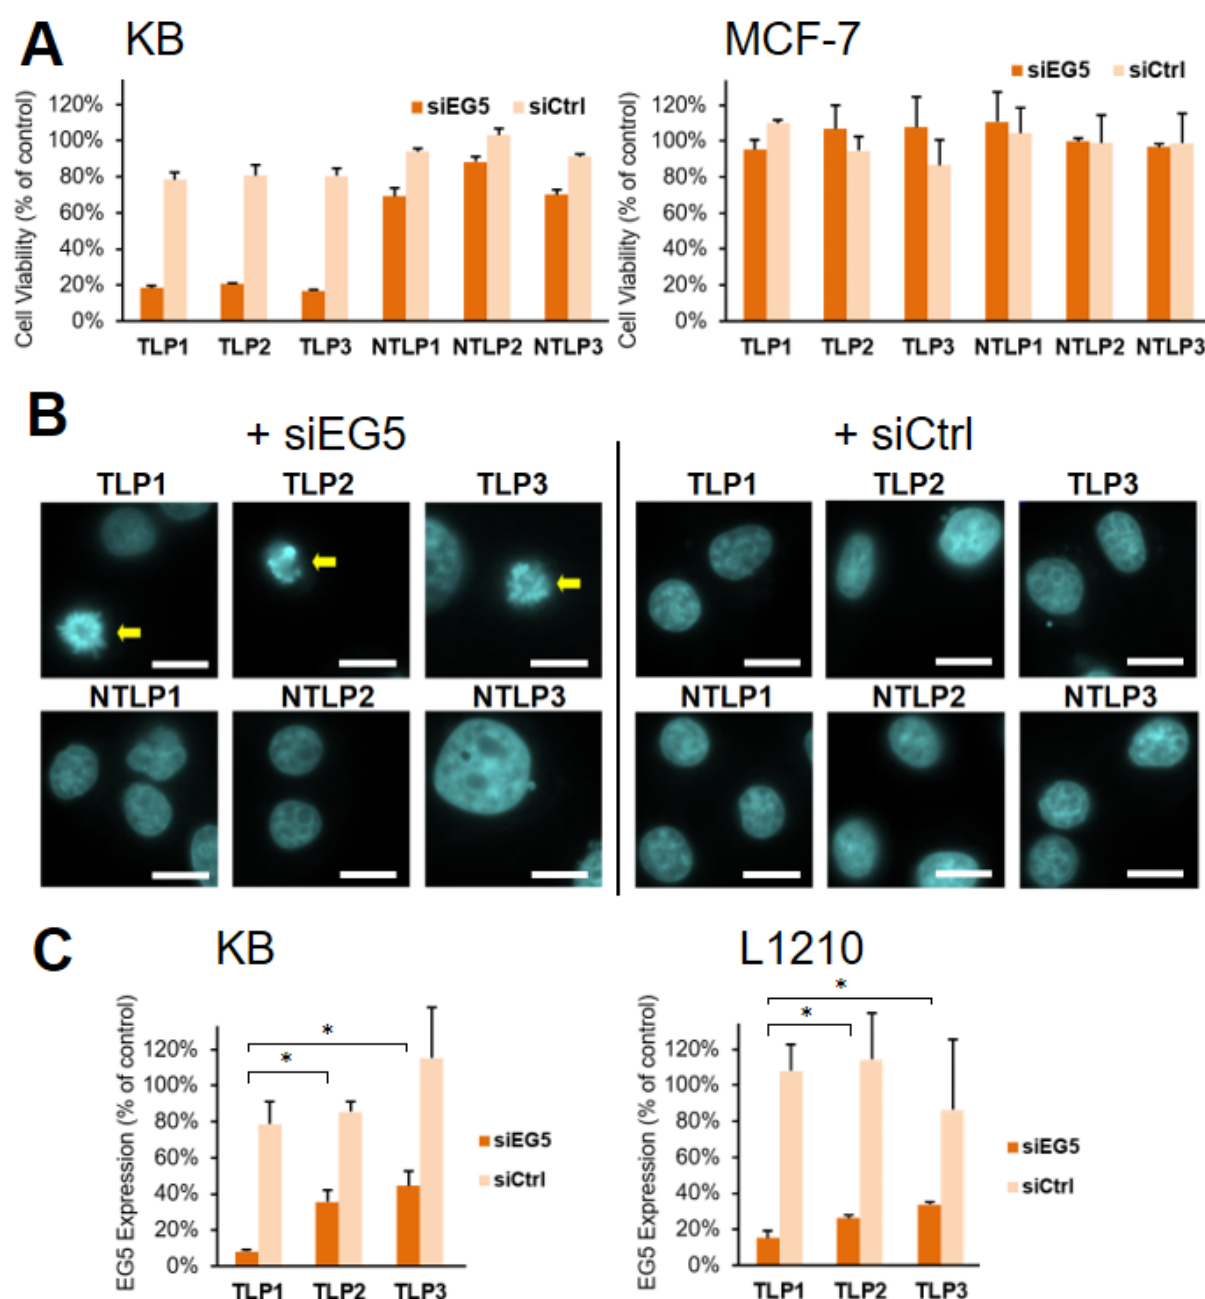 A KB MCF-7
siEG5 siCtrl
siEG5 siCtrl
Cell Viability (% of control)
120%
100%
80%
60%
40%
20%
0%
TLP1 TLP2 TLP3 NTLP1 NTLP2 NTLP3
Cell Viability (% of control)
120%
100%
80%
60%
40%
20%
0%
TLP1 TLP2 TLP3 NTLP1 NTLP2 NTLP3
B + siEG5 + siCtrl
TLP1 TLP2 TLP3 TLP1 TLP2 TLP3
NTLP1 NTLP2 NTLP3 NTLP1 NTLP2 NTLP3
C KB L1210
EG5 Expression (% of control)
120%
100%
80%
60%
40%
20%
0%
*
*
siEG5
siCtrl
TLP1 TLP2 TLP3
EG5 Expression (% of control)
120%
100%
80%
60%
40%
20%
0%
*
*
siEG5
siCtrl
TLP1 TLP2 TLP3